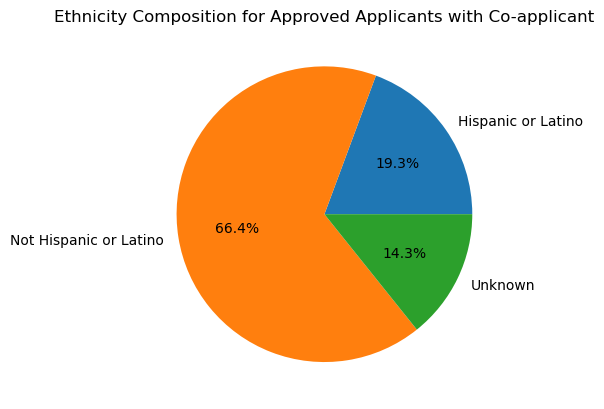 Ethnicity Composition for Approved Applicants with Co-applicant
Hispanic or Latino
19.3%
66.4%
Not Hispanic or Latino
14.3%
Unknown